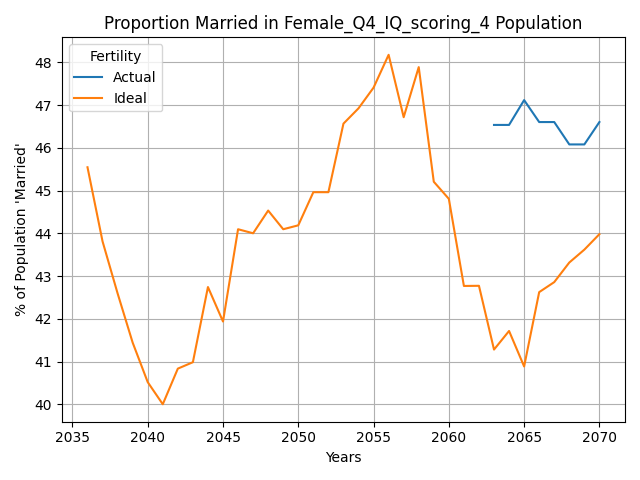 Proportion Married in Female_Q4_IQ_scoring_4 Population
% of Population 'Married'
48
47
46
45
44
43
42
41
40
Fertility
Actual
Ideal
2035 2040 2045 2050 2055 2060 2065 2070
Years